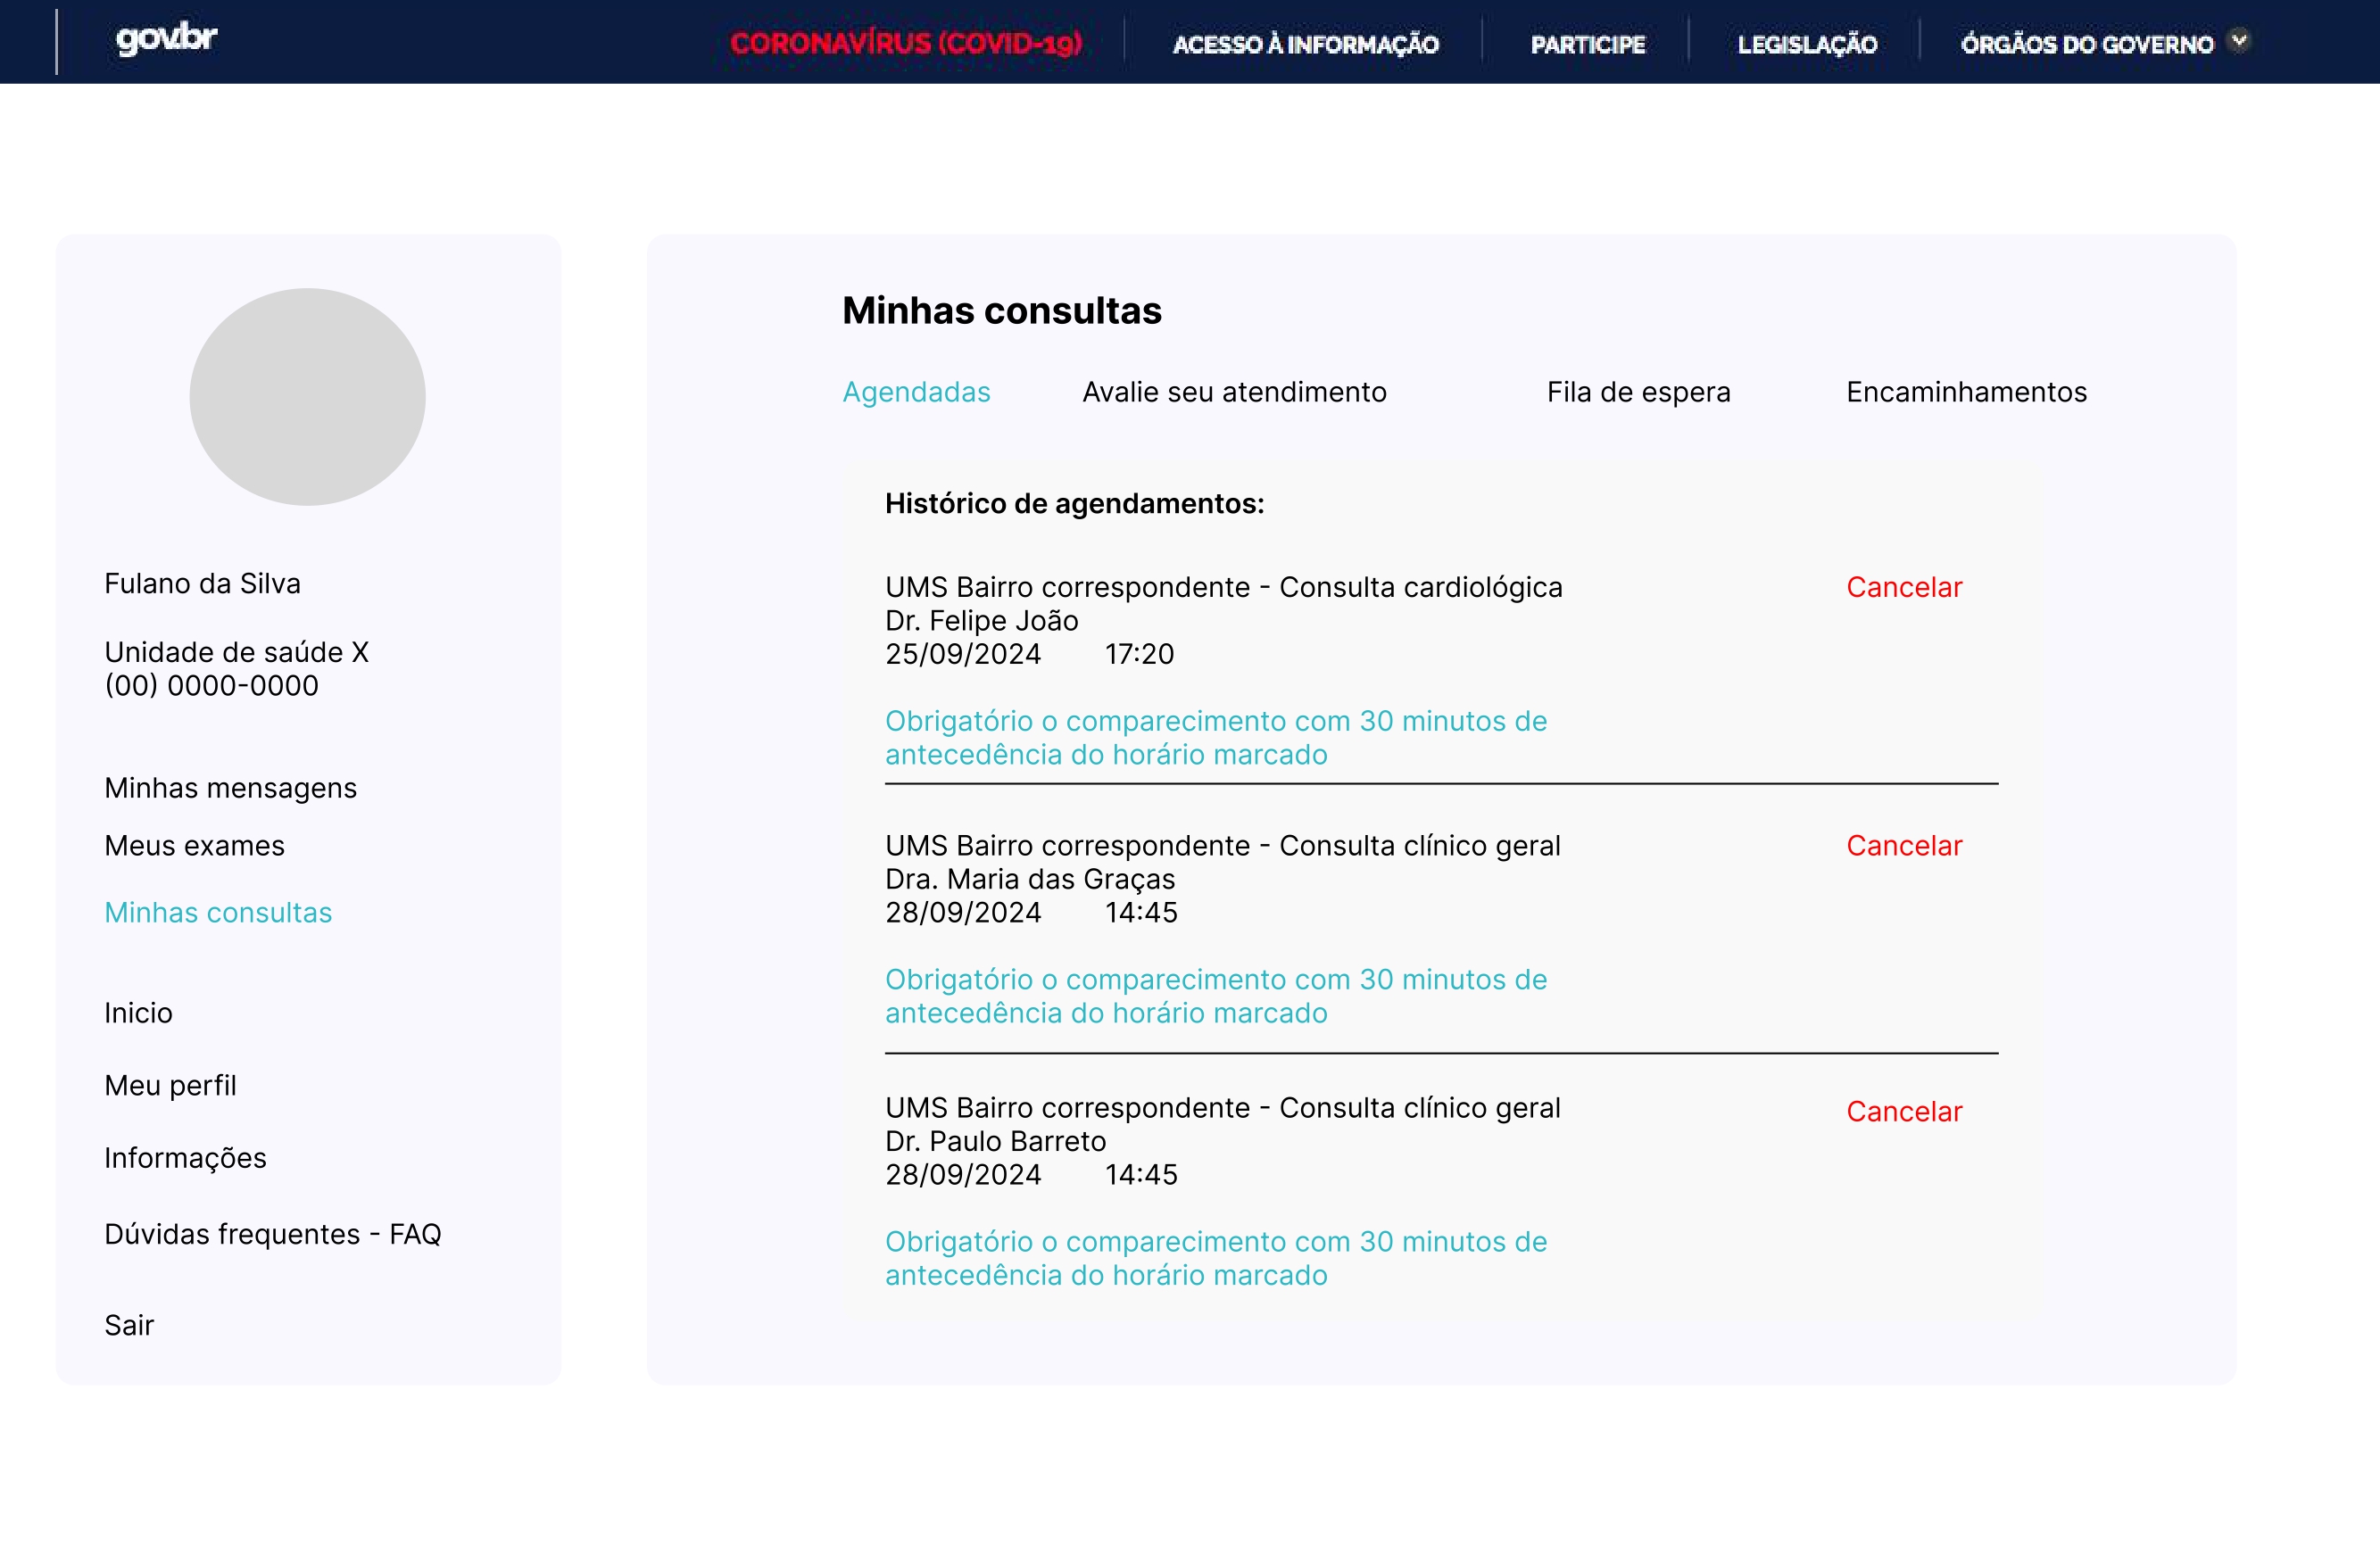 gov.br
CORONAVÍRUS (COVID-19)
ACESSO À INFORMAÇÃO
PARTICIPE
LEGISLAÇÃO
ÓRGÃOS DO GOVERNO
Fulano da Silva
Unidade de saúde X
(00) 0000-0000
Minhas mensagens
Meus exames
Minhas consultas
Inicio
Meu perfil
Informações
Dúvidas frequentes - FAQ
Sair
Minhas consultas
Agendadas
Avalie seu atendimento
Fila de espera
Encaminhamentos
Histórico de agendamentos:
UMS Bairro correspondente - Consulta cardiológica
Cancelar
Dr. Felipe João
25/09/2024 17:20
Obrigatório o comparecimento com 30 minutos de
antecedência do horário marcado
UMS Bairro correspondente - Consulta clínico geral
Cancelar
Dra. Maria das Graças
28/09/2024 14:45
Obrigatório o comparecimento com 30 minutos de
antecedência do horário marcado
UMS Bairro correspondente - Consulta clínico geral
Cancelar
Dr. Paulo Barreto
28/09/2024 14:45
Obrigatório o comparecimento com 30 minutos de
antecedência do horário marcado